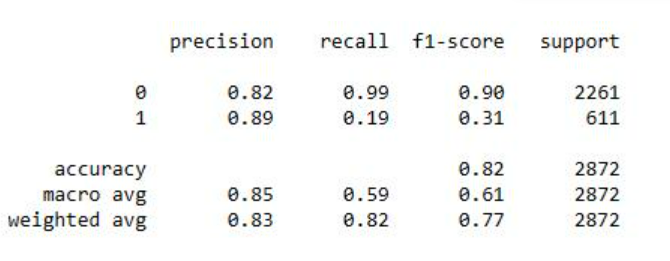 precision recall f1-score support
0 0.82 0.99 0.90 2261
1 0.89 0.19 0.31 611
accuracy 0.82 2872
macro avg 0.85 0.59 0.61 2872
weighted avg 0.83 0.82 0.77 2872